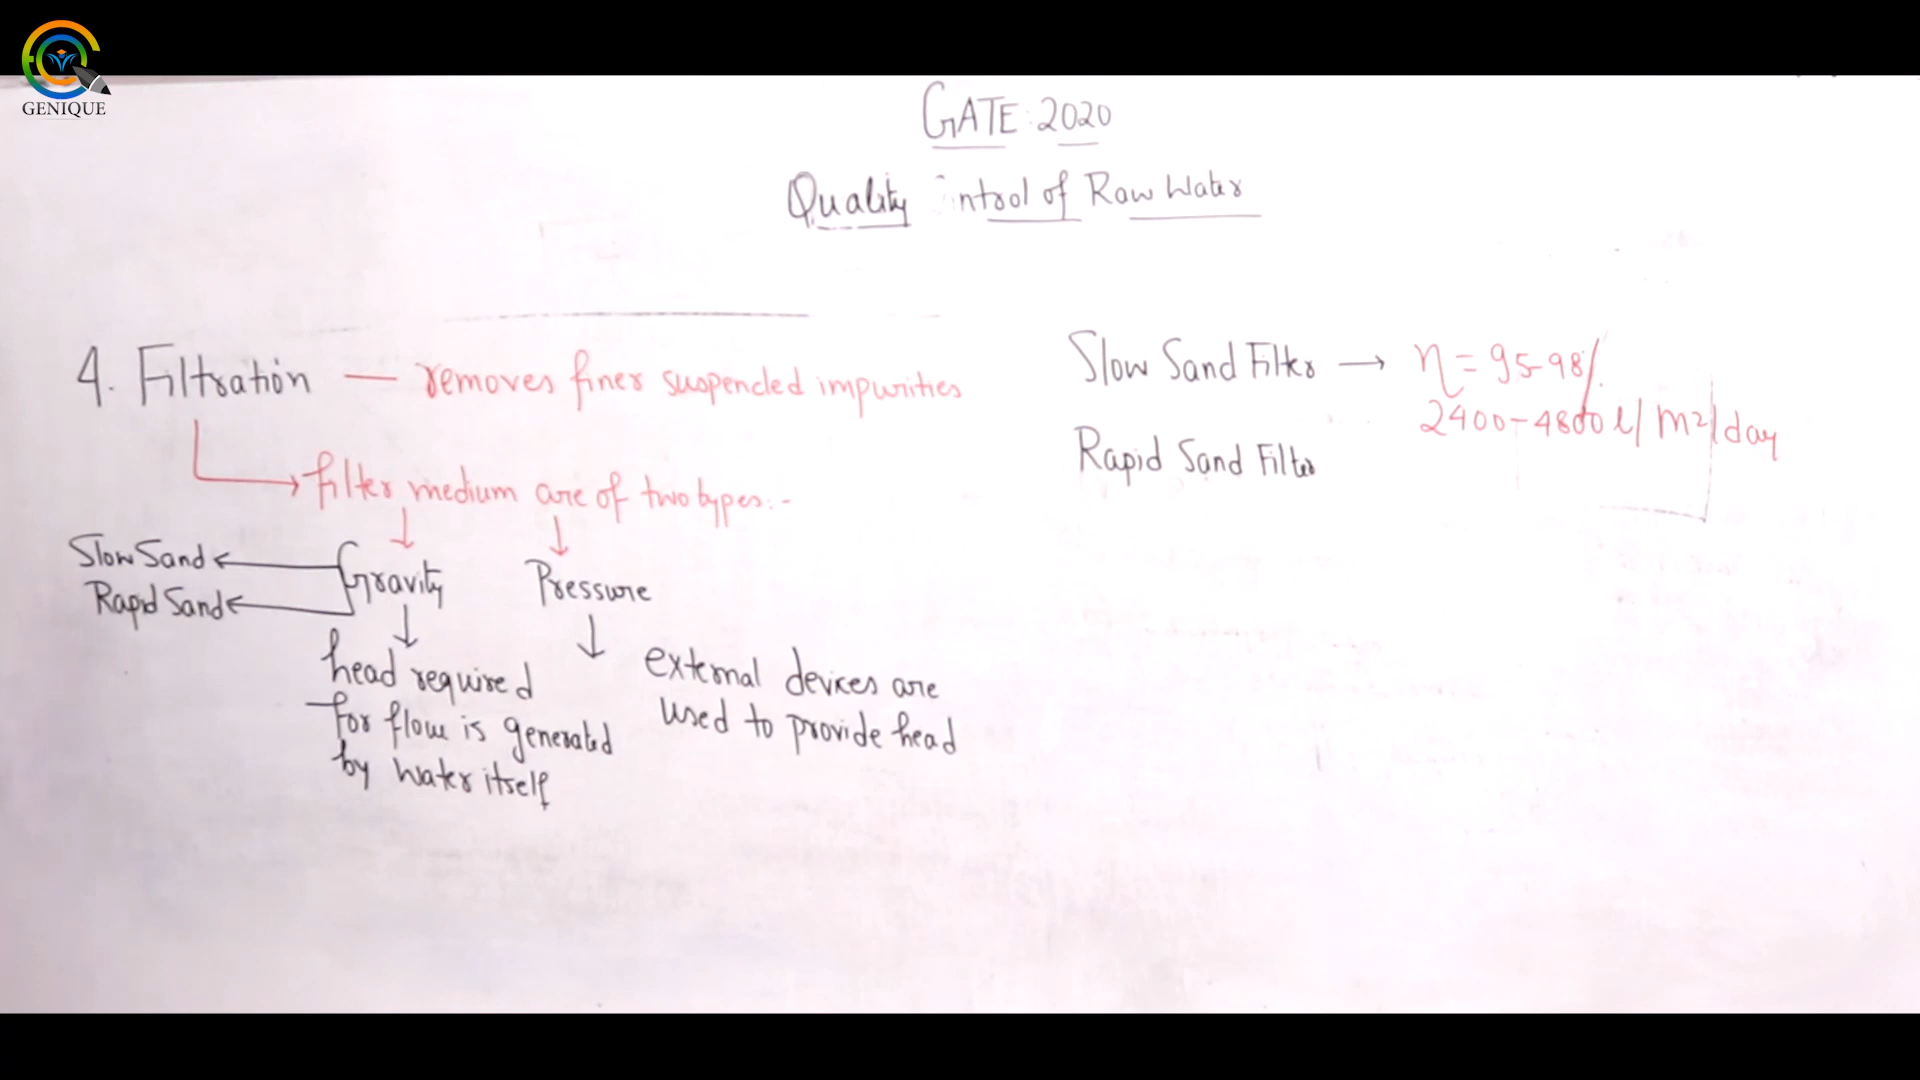 GENIQUE
GATE: 2020
Quality Control of Raw Water
4. Filtration — removes finer suspended impurities
→ filter medium are of two types:-
Slow Sand ← Gravity
Rapid Sand ←
↓ Pressure
head required
for flow is generated
by water itself
external devices are
used to provide head
Slow Sand Filter → η = 95-98%
2400-4800 l/m2/day
Rapid Sand Filter